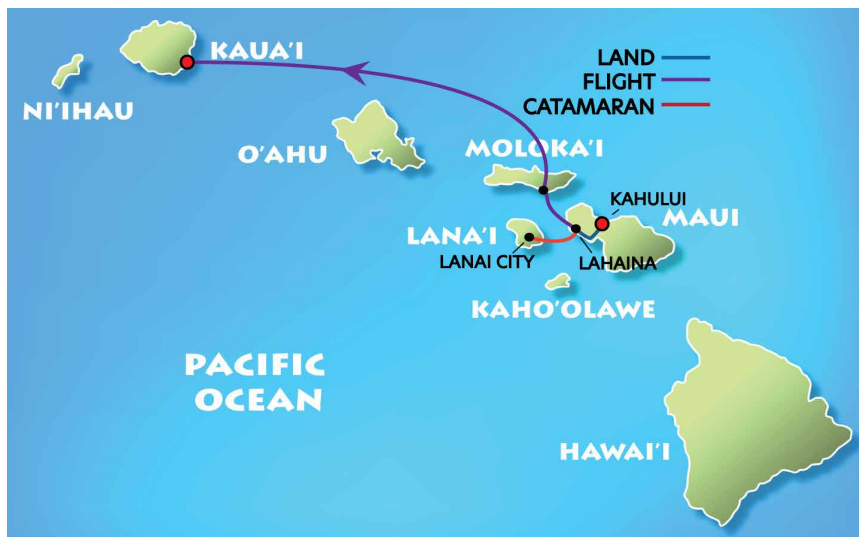 KAUA'I
NI'IHAU
O'AHU
LAND
FLIGHT
CATAMARAN
MOLOKA'I
KAHULUI
MAUI
LANA'I
LANAI CITY
LAHAINA
KAHO'OLAWE
PACIFIC
OCEAN
HAWAI'I